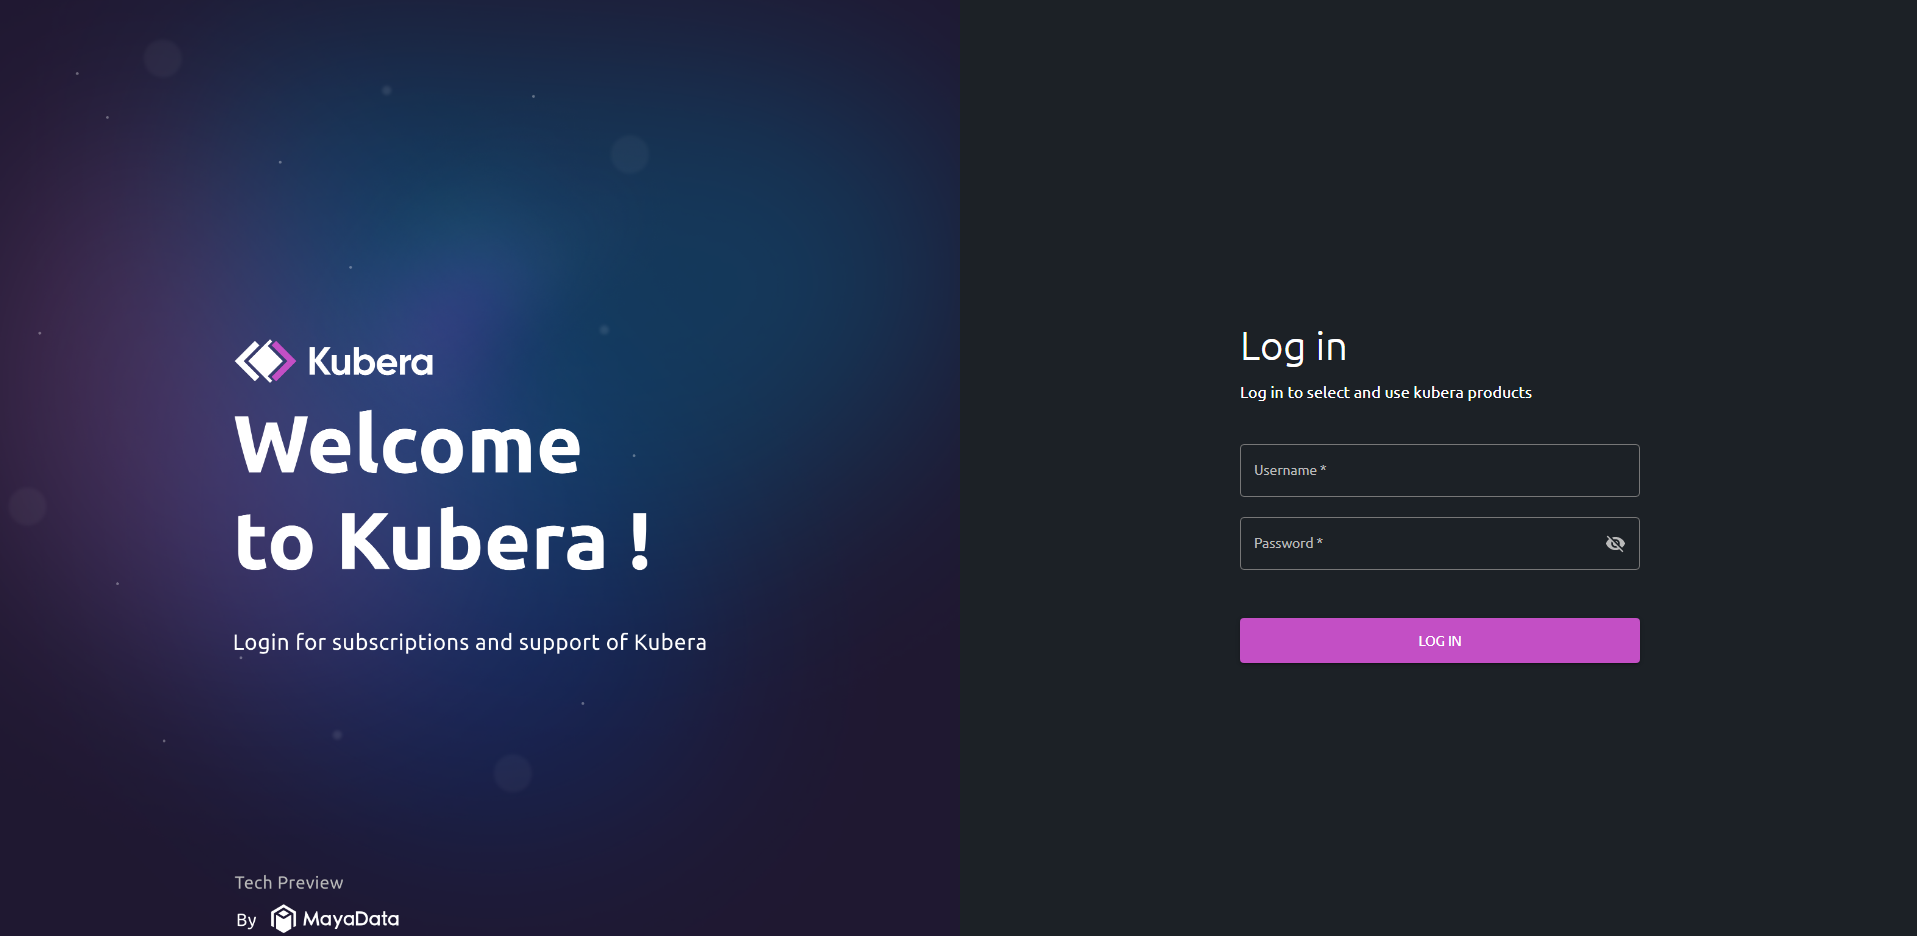 Kubera
Welcome
to Kubera !
Login for subscriptions and support of Kubera
Tech Preview
By MayaData
Log in
Log in to select and use kubera products
Username *
Password *
LOG IN